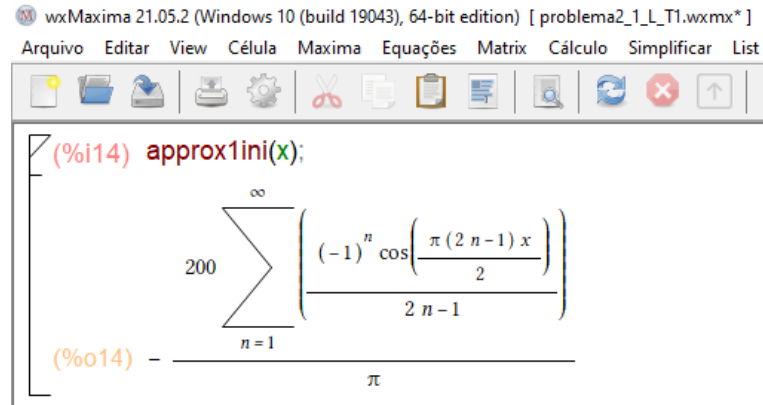 wxMaxima 21.05.2 (Windows 10 (build 19043), 64-bit edition) [ problema2_1_L_T1.wxmx* ]
Arquivo Editar View Célula Maxima Equações Matrix Cálculo Simplificar List
(%i14) approx1ini(x);
∞
200 ∑ ( (-1)^n cos( π (2 n-1) x / 2 ) / 2 n-1 )
n=1
(%o14) -
π